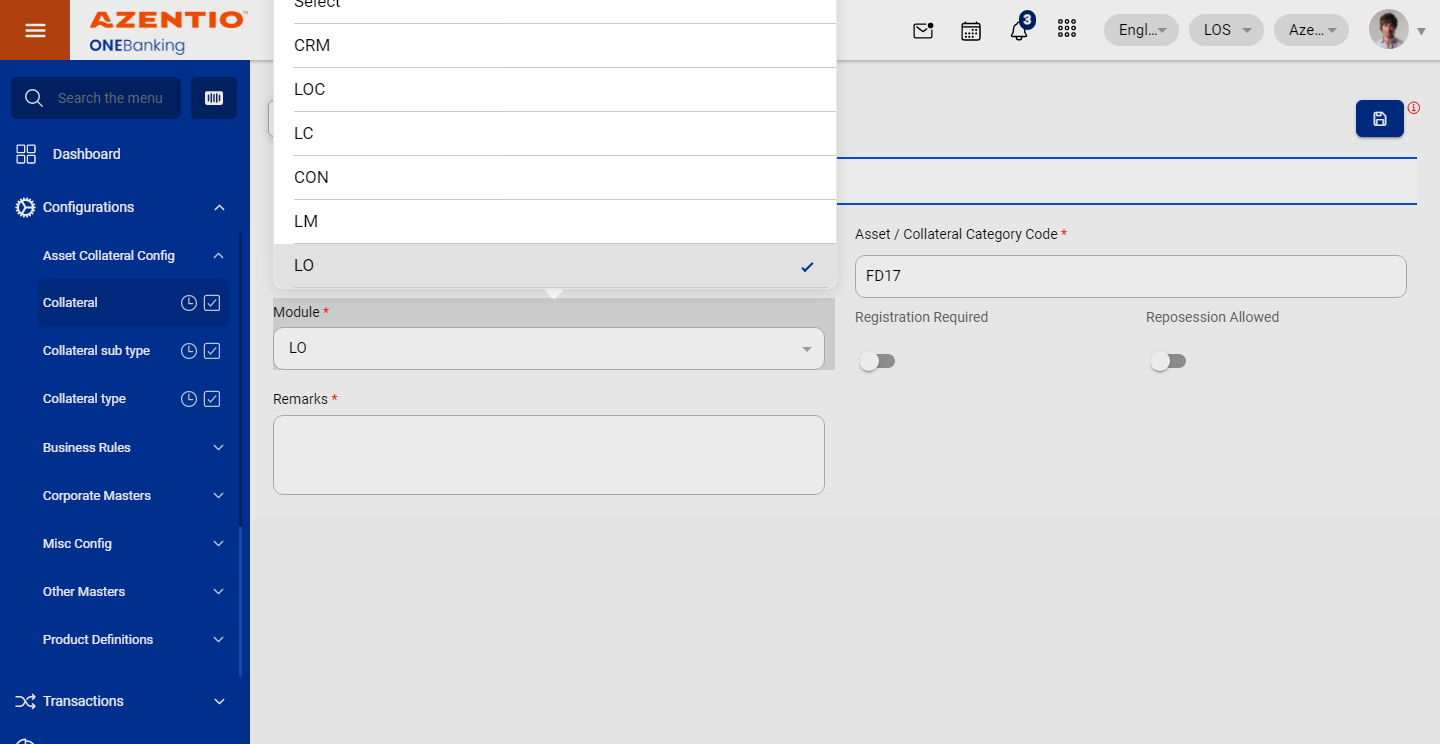 AZENTIO™
ONEBanking
3
Engl...
LOS
Aze...
Search the menu
Dashboard
Configurations
Asset Collateral Config
Collateral
Collateral sub type
Collateral type
Business Rules
Corporate Masters
Misc Config
Other Masters
Product Definitions
Transactions
Select
CRM
LOC
LC
CON
LM
LO
Module *
LO
Remarks *
Asset / Collateral Category Code *
FD17
Registration Required
Reposession Allowed